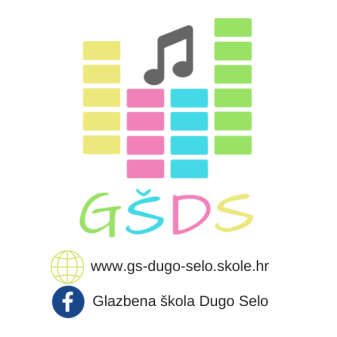 GŠDS
www.gs-dugo-selo.skole.hr
Glazbena škola Dugo Selo